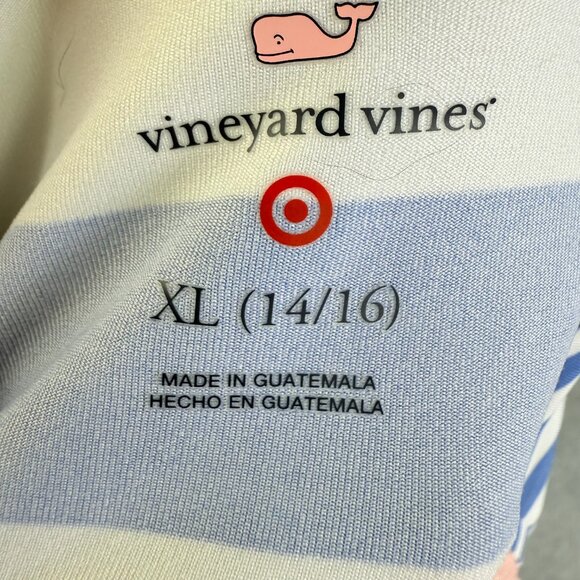 vineyard vines
XL (14/16)
MADE IN GUATEMALA
HECHO EN GUATEMALA